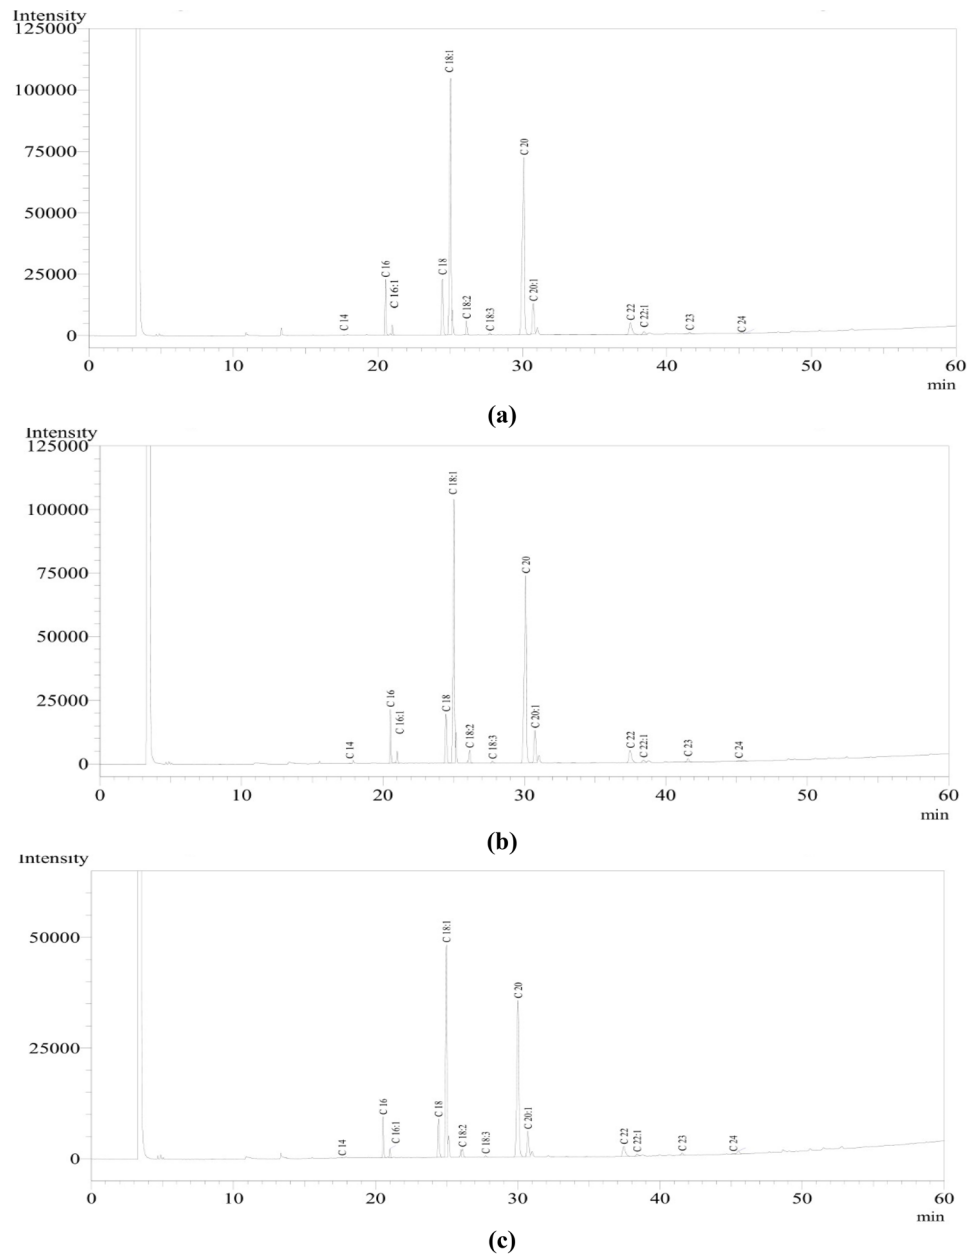 Intensity
125000
100000
75000
50000
25000
0
C 14
C 16
C 16:1
C 18
C 18:1
C 18:2
C 18:3
C 20
C 20:1
C 22
C 22:1
C 23
C 24
0 10 20 30 40 50 60
min
(a)
Intensity
125000
100000
75000
50000
25000
0
C 14
C 16
C 16:1
C 18
C 18:1
C 18:2
C 18:3
C 20
C 20:1
C 22
C 22:1
C 23
C 24
0 10 20 30 40 50 60
min
(b)
Intensity
50000
25000
0
C 14
C 16
C 16:1
C 18
C 18:1
C 18:2
C 18:3
C 20
C 20:1
C 22
C 22:1
C 23
C 24
0 10 20 30 40 50 60
min
(c)